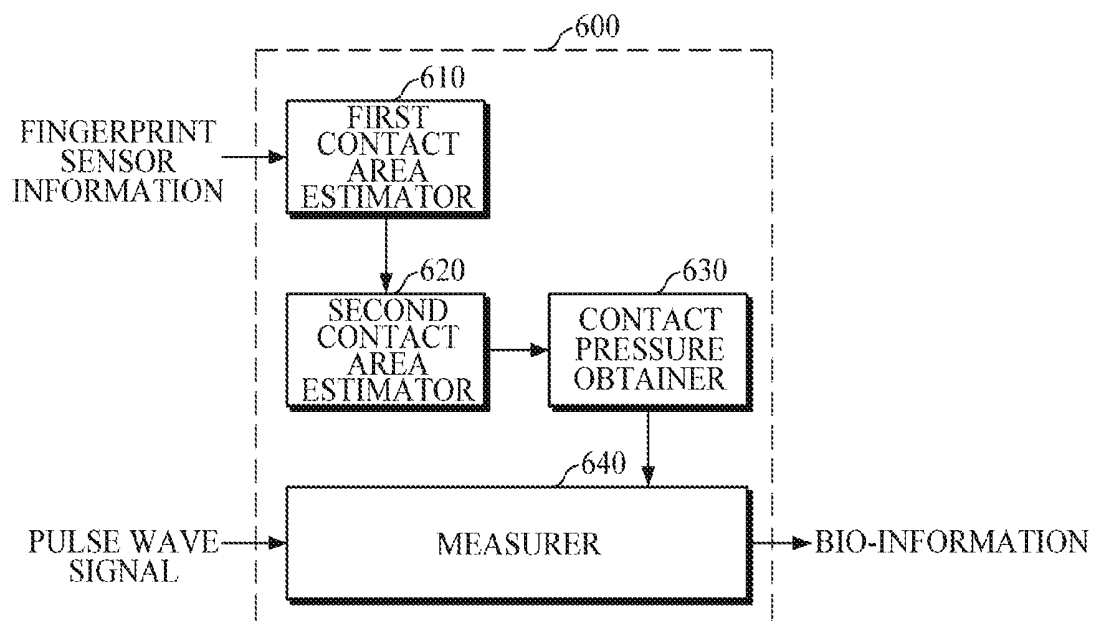 600
610
FIRST
CONTACT
AREA
ESTIMATOR
FINGERPRINT
SENSOR
INFORMATION
620
SECOND
CONTACT
AREA
ESTIMATOR
630
CONTACT
PRESSURE
OBTAINER
640
MEASURER
PULSE WAVE
SIGNAL
BIO-INFORMATION